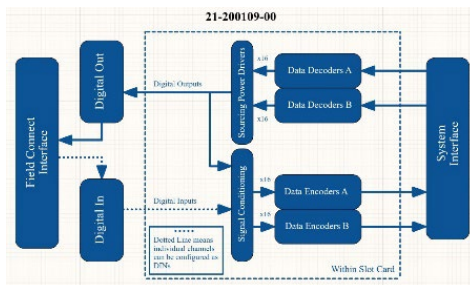 21-200109-00
Digital Out
Field Connect
Interface
Digital In
Digital Outputs
Digital Inputs
Sourcing Power Drivers
Signal Conditioning
x16
x16
x16
x16
Data Decoders A
Data Decoders B
Data Encoders A
Data Encoders B
System
Interface
Dotted Line means
individual channels
can be configured as
DINs
Within Slot Card